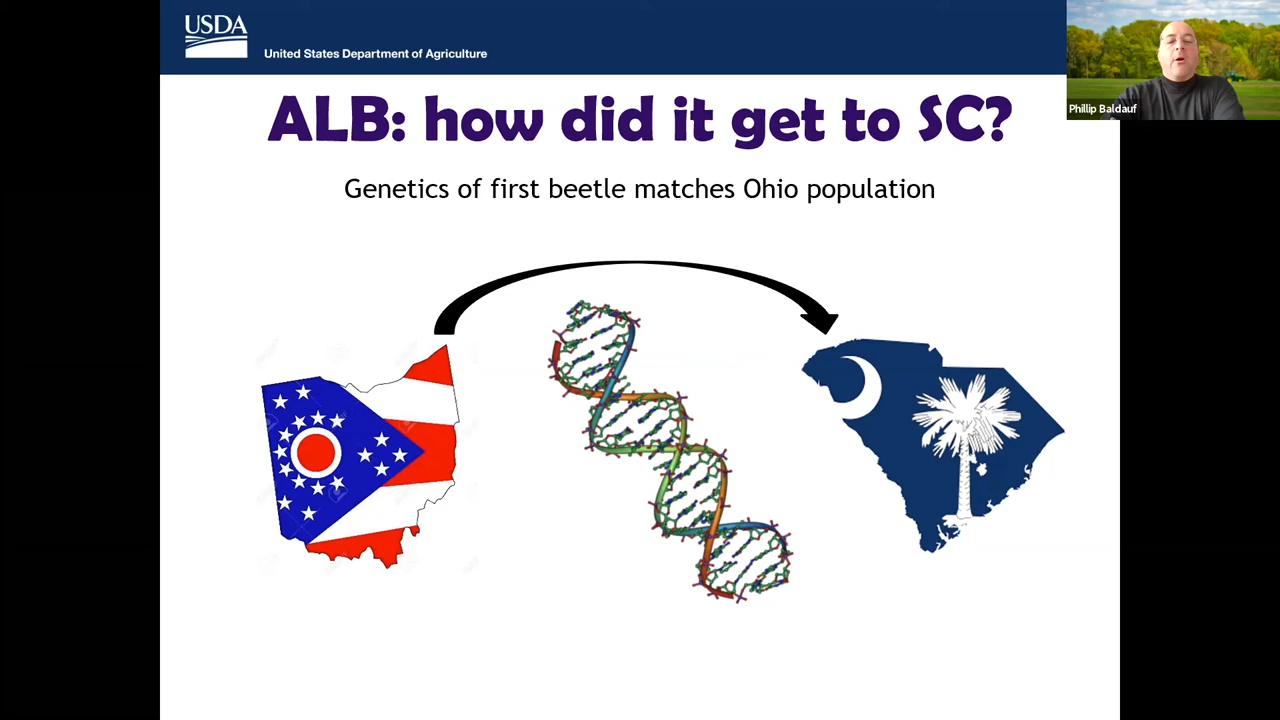 USDA
United States Department of Agriculture
Phillip Baldauf
ALB: how did it get to SC?
Genetics of first beetle matches Ohio population